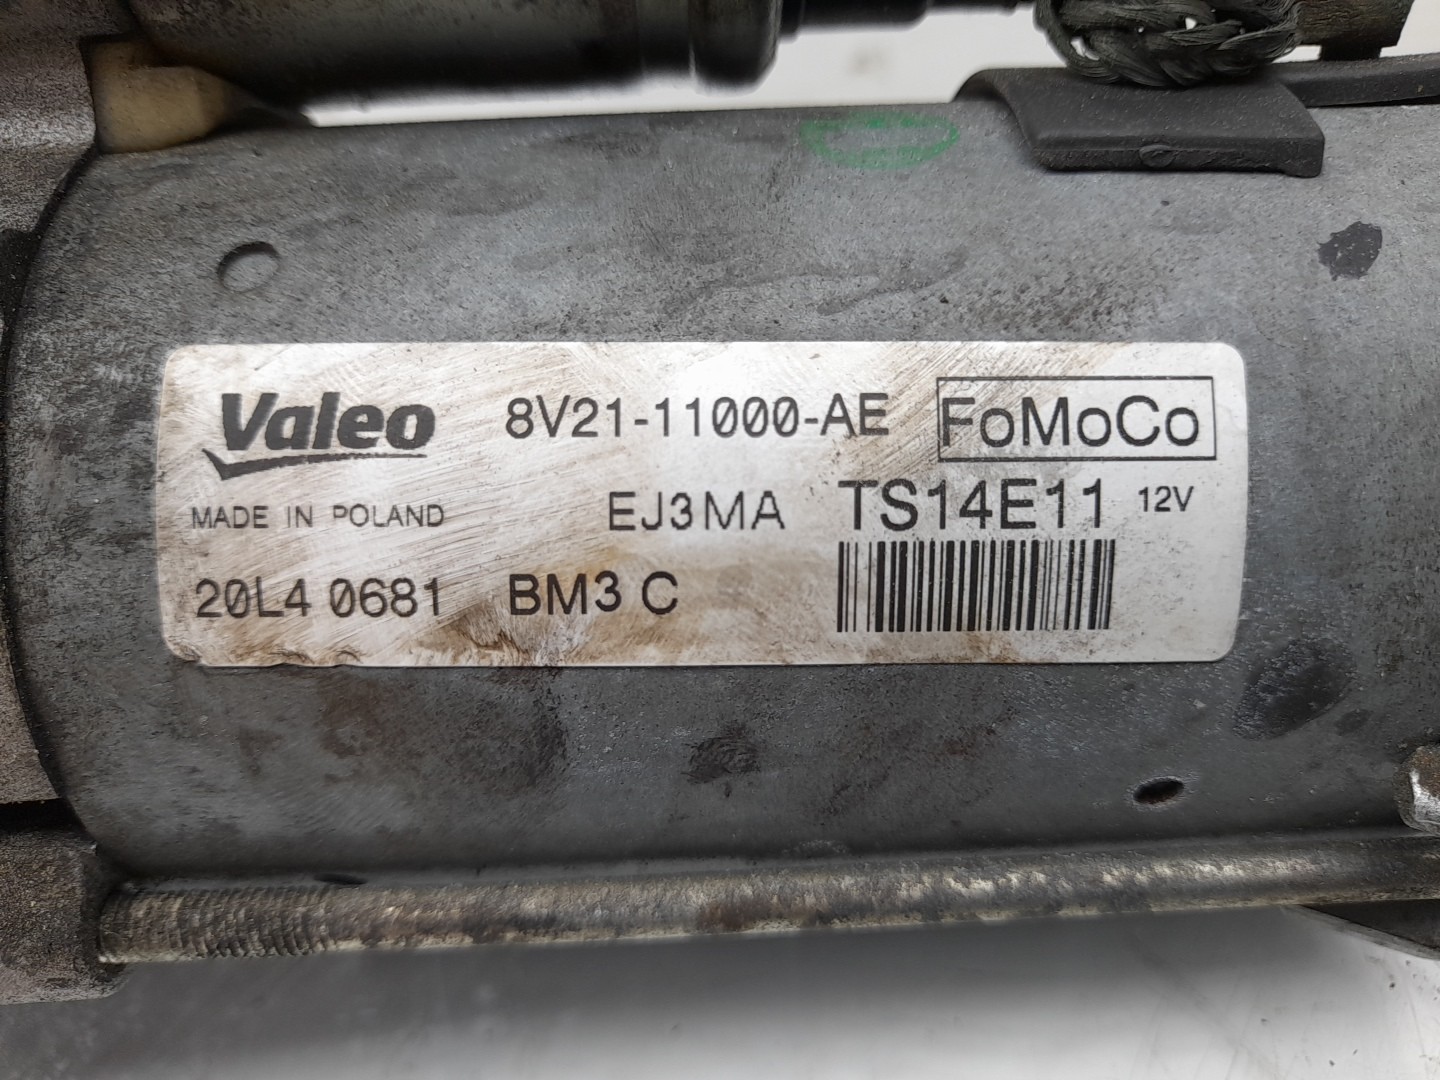 Valeo 8V21-11000-AE FoMoCo
MADE IN POLAND EJ3MA TS14E11 12V
20L4 0681 BM3 C